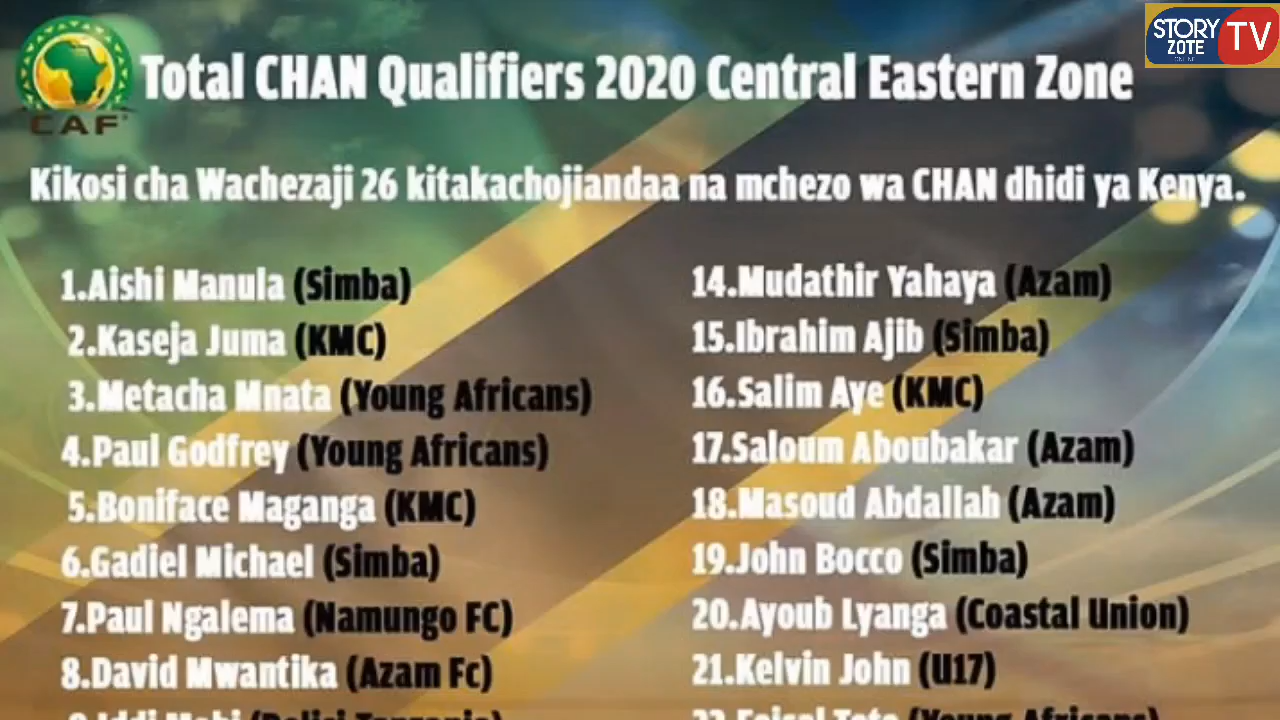 STORY
ZOTE
TV
ONLINE
CAF
Total CHAN Qualifiers 2020 Central Eastern Zone
Kikosi cha Wachezaji 26 kitakachojiandaa na mchezo wa CHAN dhidi ya Kenya.
1.Aishi Manula (Simba)
2.Kaseja Juma (KMC)
3.Metacha Mnata (Young Africans)
4.Paul Godfrey (Young Africans)
5.Boniface Maganga (KMC)
6.Gadiel Michael (Simba)
7.Paul Ngalema (Namungo FC)
8.David Mwantika (Azam Fc)
14.Mudathir Yahaya (Azam)
15.Ibrahim Ajib (Simba)
16.Salim Aye (KMC)
17.Saloum Aboubakar (Azam)
18.Masoud Abdallah (Azam)
19.John Bocco (Simba)
20.Ayoub Lyanga (Coastal Union)
21.Kelvin John (U17)